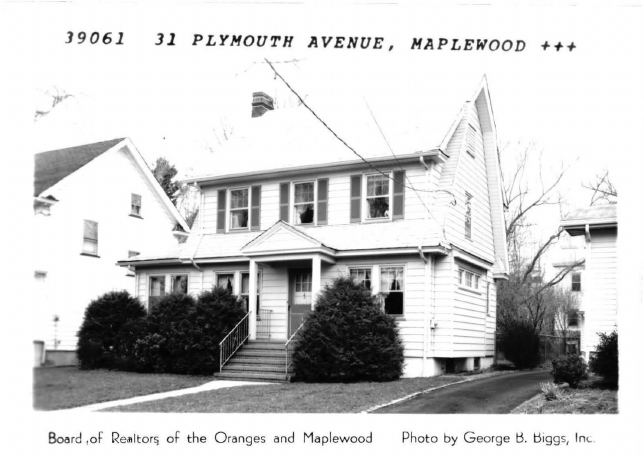 39061 31 PLYMOUTH AVENUE, MAPLEWOOD +++
Board of Realtors of the Oranges and Maplewood Photo by George B. Biggs, Inc.